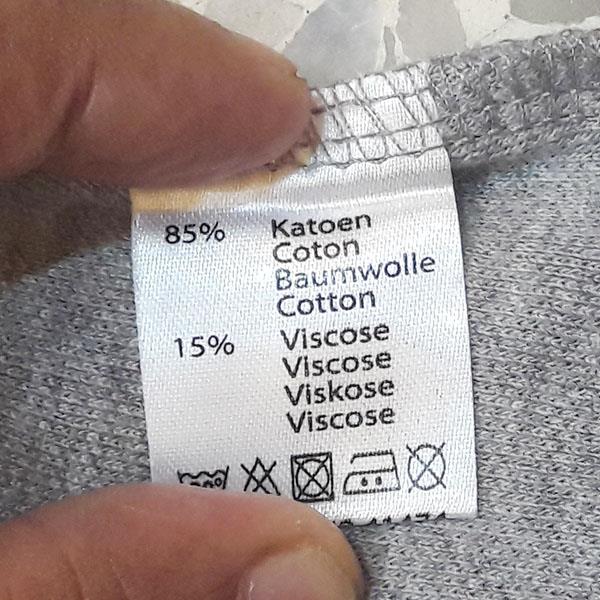 85% Katoen
Coton
Baumwolle
Cotton
15% Viscose
Viscose
Viskose
Viscose